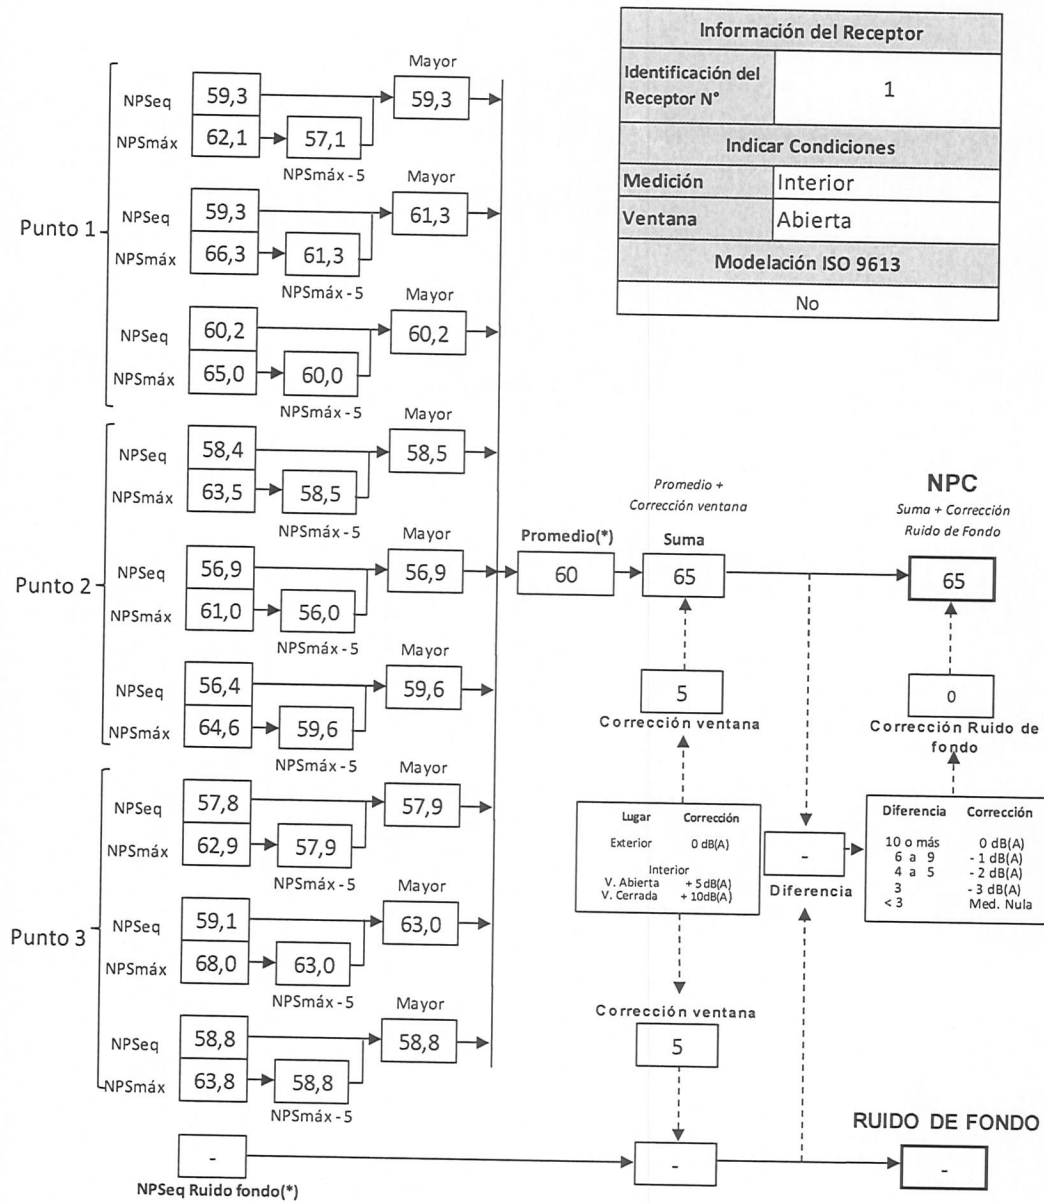 Información del Receptor
Identificación del Receptor N° 1
Indicar Condiciones
Medición Interior
Ventana Abierta
Modelación ISO 9613
No
Punto 1
Mayor
NPSeq 59,3 59,3
NPSmáx 62,1 57,1
NPSmáx - 5
Mayor
NPSeq 59,3 61,3
NPSmáx 66,3 61,3
NPSmáx - 5
Mayor
NPSeq 60,2 60,2
NPSmáx 65,0 60,0
NPSmáx - 5
Punto 2
Mayor
NPSeq 58,4 58,5
NPSmáx 63,5 58,5
NPSmáx - 5
Mayor
NPSeq 56,9 56,9
NPSmáx 61,0 56,0
NPSmáx - 5
Mayor
NPSeq 56,4 59,6
NPSmáx 64,6 59,6
NPSmáx - 5
Punto 3
Mayor
NPSeq 57,8 57,9
NPSmáx 62,9 57,9
NPSmáx - 5
Mayor
NPSeq 59,1 63,0
NPSmáx 68,0 63,0
NPSmáx - 5
Mayor
NPSeq 58,8 58,8
NPSmáx 63,8 58,8
NPSmáx - 5
-
NPSeq Ruido fondo(*)
Promedio(*)
60
Promedio +
Corrección ventana
Suma
65
5
Corrección ventana
NPC
Suma + Corrección
Ruido de Fondo
65
0
Corrección Ruido de
fondo
Lugar Corrección
Exterior 0 dB(A)
Interior
V. Abierta + 5 dB(A)
V. Cerrada + 10dB(A)
-
Diferencia
Diferencia Corrección
10 o más 0 dB(A)
6 a 9 - 1 dB(A)
4 a 5 - 2 dB(A)
3 - 3 dB(A)
< 3 Med. Nula
Corrección ventana
5
-
RUIDO DE FONDO
-